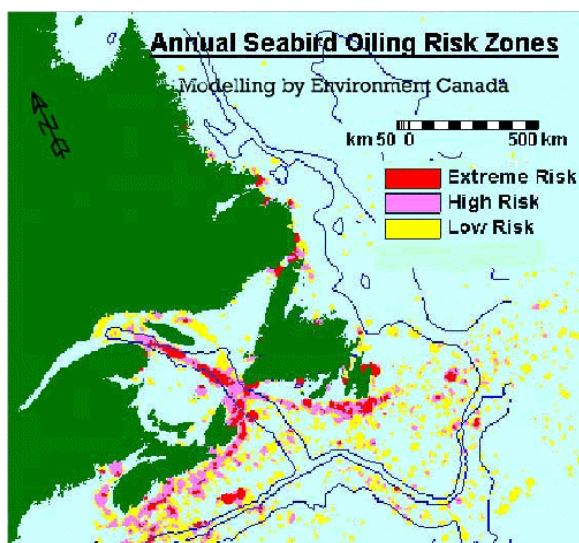 Annual Seabird Oiling Risk Zones
Modelling by Environment Canada
km 50 0 500 km
Extreme Risk
High Risk
Low Risk